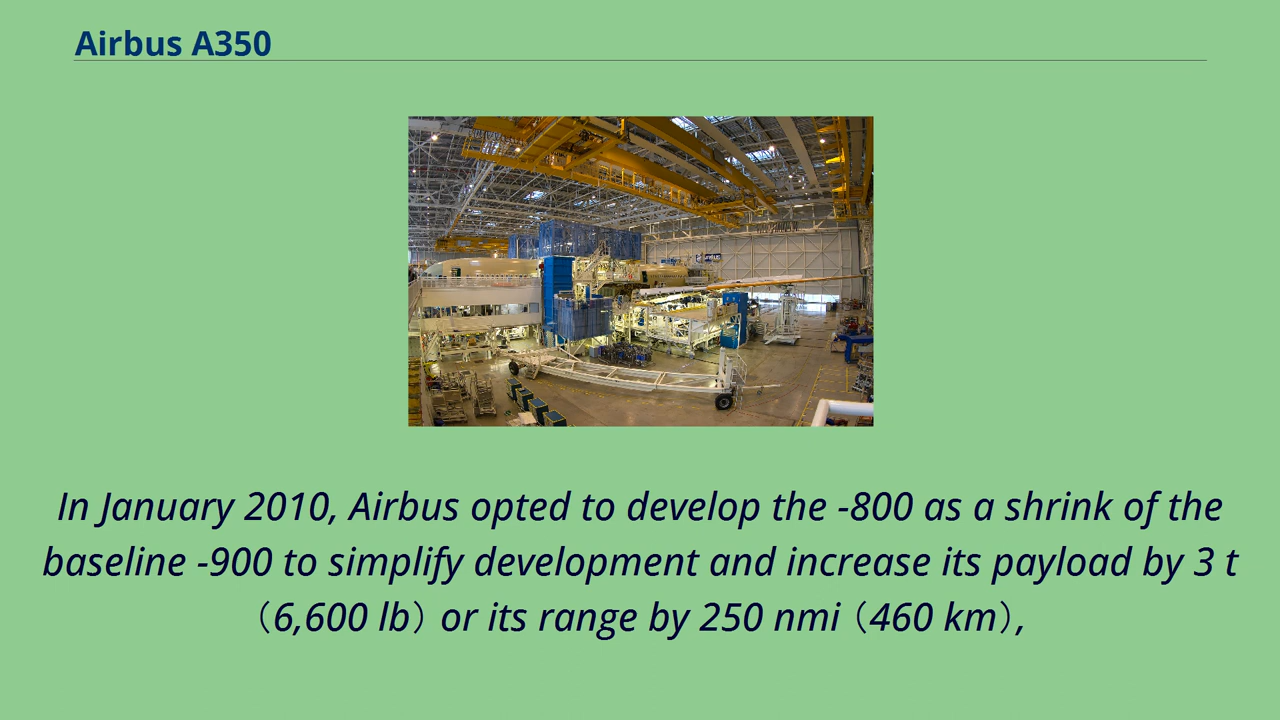 Airbus A350
In January 2010, Airbus opted to develop the -800 as a shrink of the
baseline -900 to simplify development and increase its payload by 3 t
（6,600 lb）or its range by 250 nmi（460 km）,